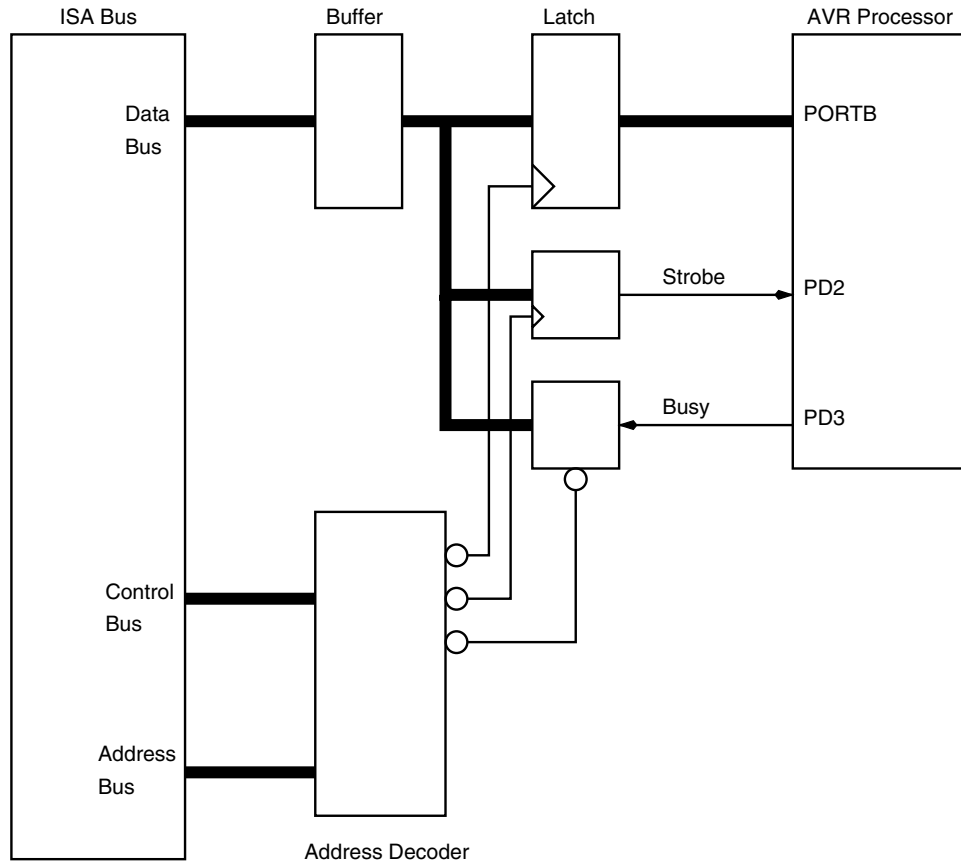 ISA Bus
Buffer
Latch
AVR Processor
Data
Bus
PORTB
Strobe
PD2
Busy
PD3
Control
Bus
Address
Bus
Address Decoder